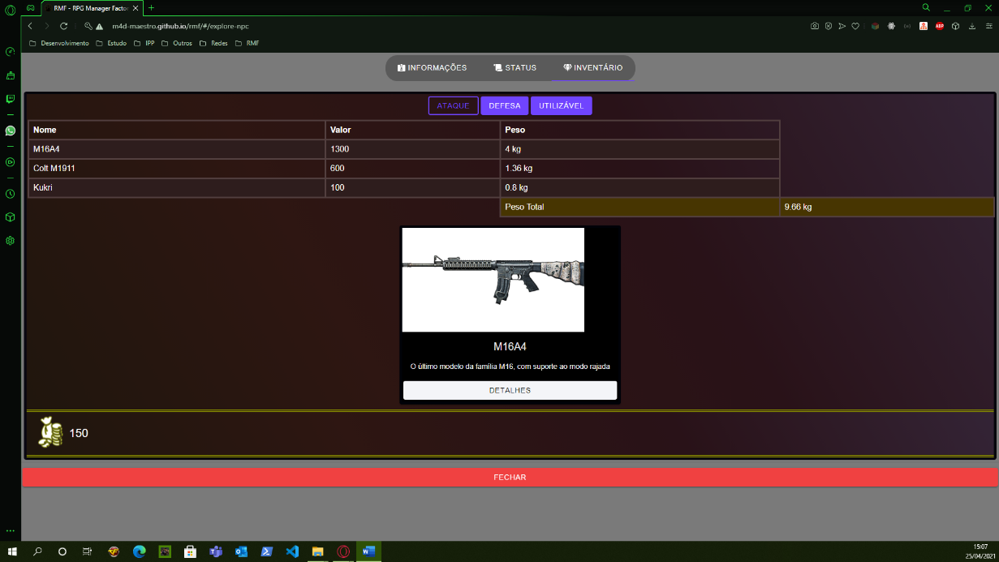 RMF - RPG Manager Factor
m4d-maestro.github.io/rmf/#/explore-npc
ABP
Desenvolvimento Estudo IPP Outros Redes RMF
INFORMAÇÕES STATUS INVENTÁRIO
ATAQUE DEFESA UTILIZÁVEL
Nome Valor Peso
M16A4 1300 4 kg
Colt M1911 600 1.36 kg
Kukri 100 0.8 kg
Peso Total 9.66 kg
M16A4
O último modelo da família M16, com suporte ao modo rajada
DETALHES
150
FECHAR
15:07
25/04/2021